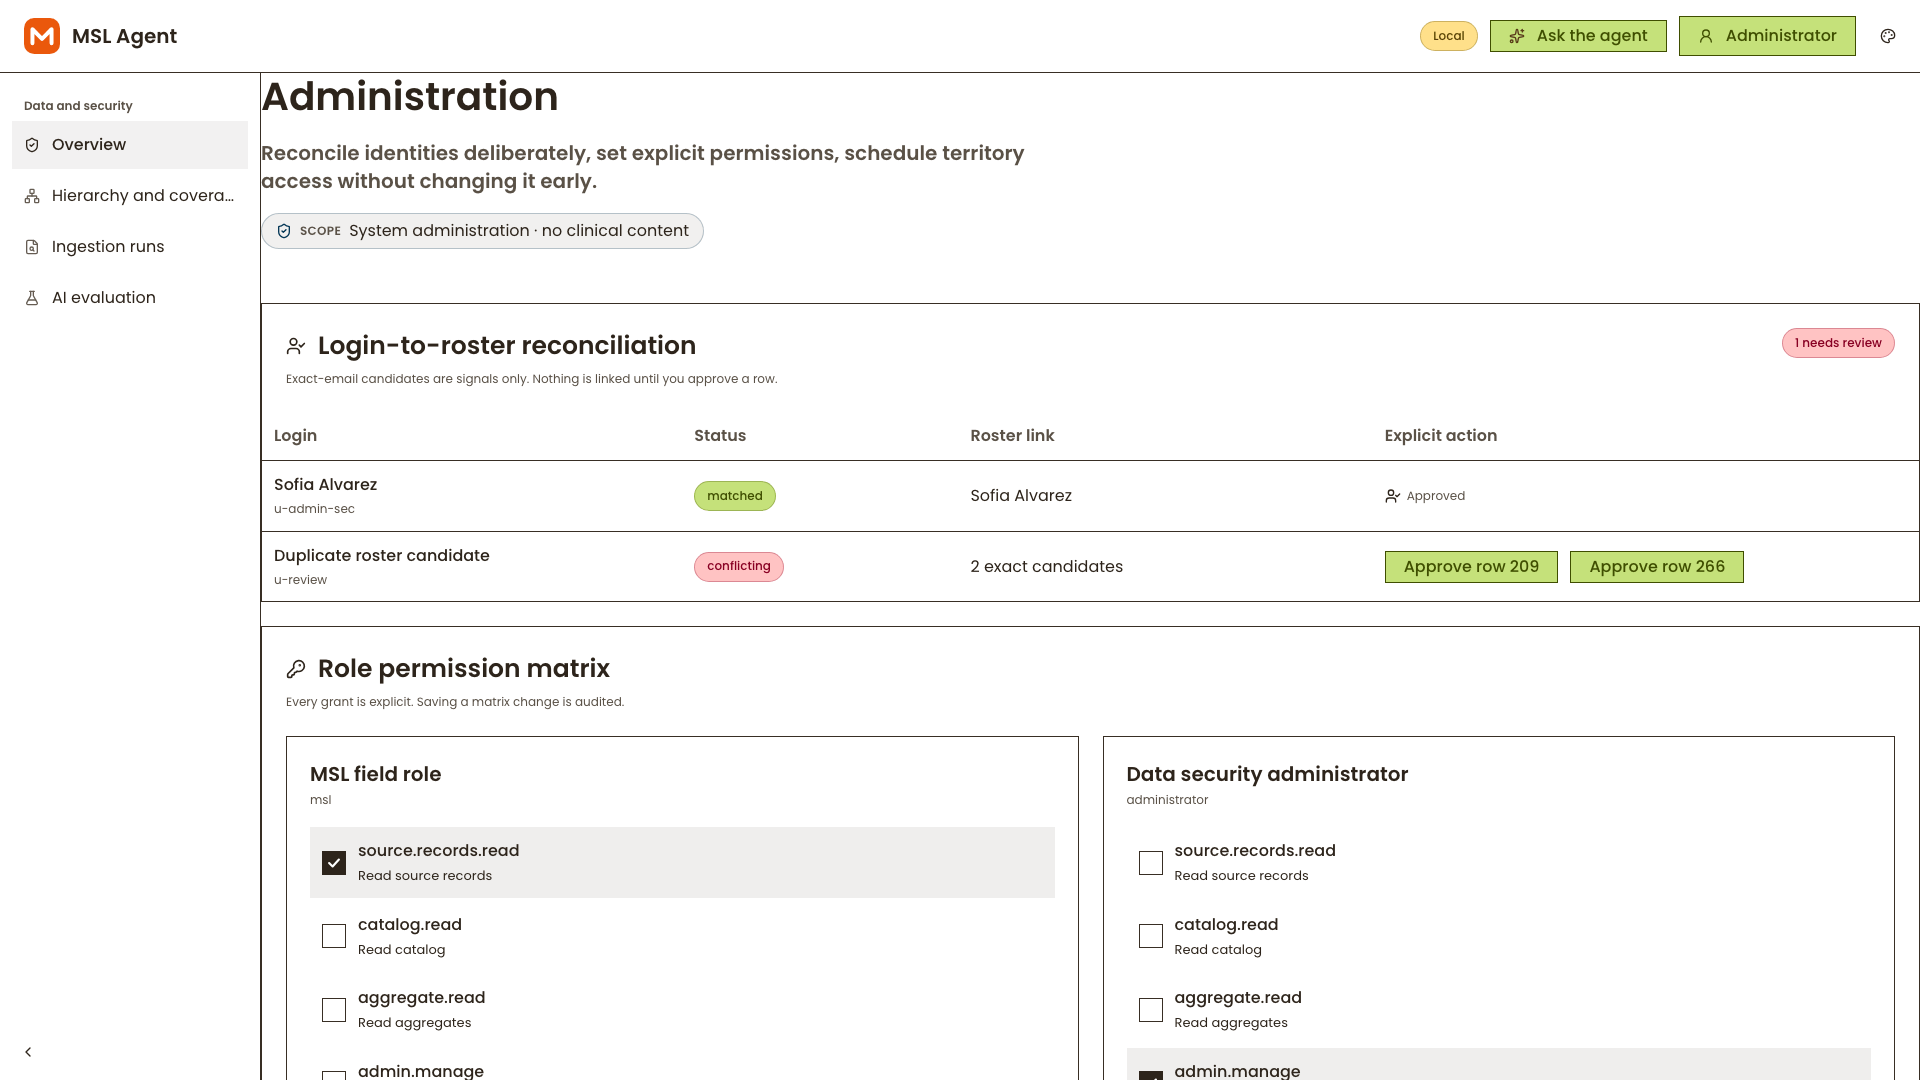 MSL Agent
Local
Ask the agent
Administrator
Data and security
Overview
Hierarchy and covera...
Ingestion runs
AI evaluation
Administration
Reconcile identities deliberately, set explicit permissions, schedule territory
access without changing it early.
SCOPE System administration · no clinical content
Login-to-roster reconciliation
1 needs review
Exact-email candidates are signals only. Nothing is linked until you approve a row.
Login Status Roster link Explicit action
Sofia Alvarez
u-admin-sec
matched
Sofia Alvarez
Approved
Duplicate roster candidate
u-review
conflicting
2 exact candidates
Approve row 209
Approve row 266
Role permission matrix
Every grant is explicit. Saving a matrix change is audited.
MSL field role
msl
source.records.read
Read source records
catalog.read
Read catalog
aggregate.read
Read aggregates
admin.manage
Data security administrator
administrator
source.records.read
Read source records
catalog.read
Read catalog
aggregate.read
Read aggregates
admin.manage